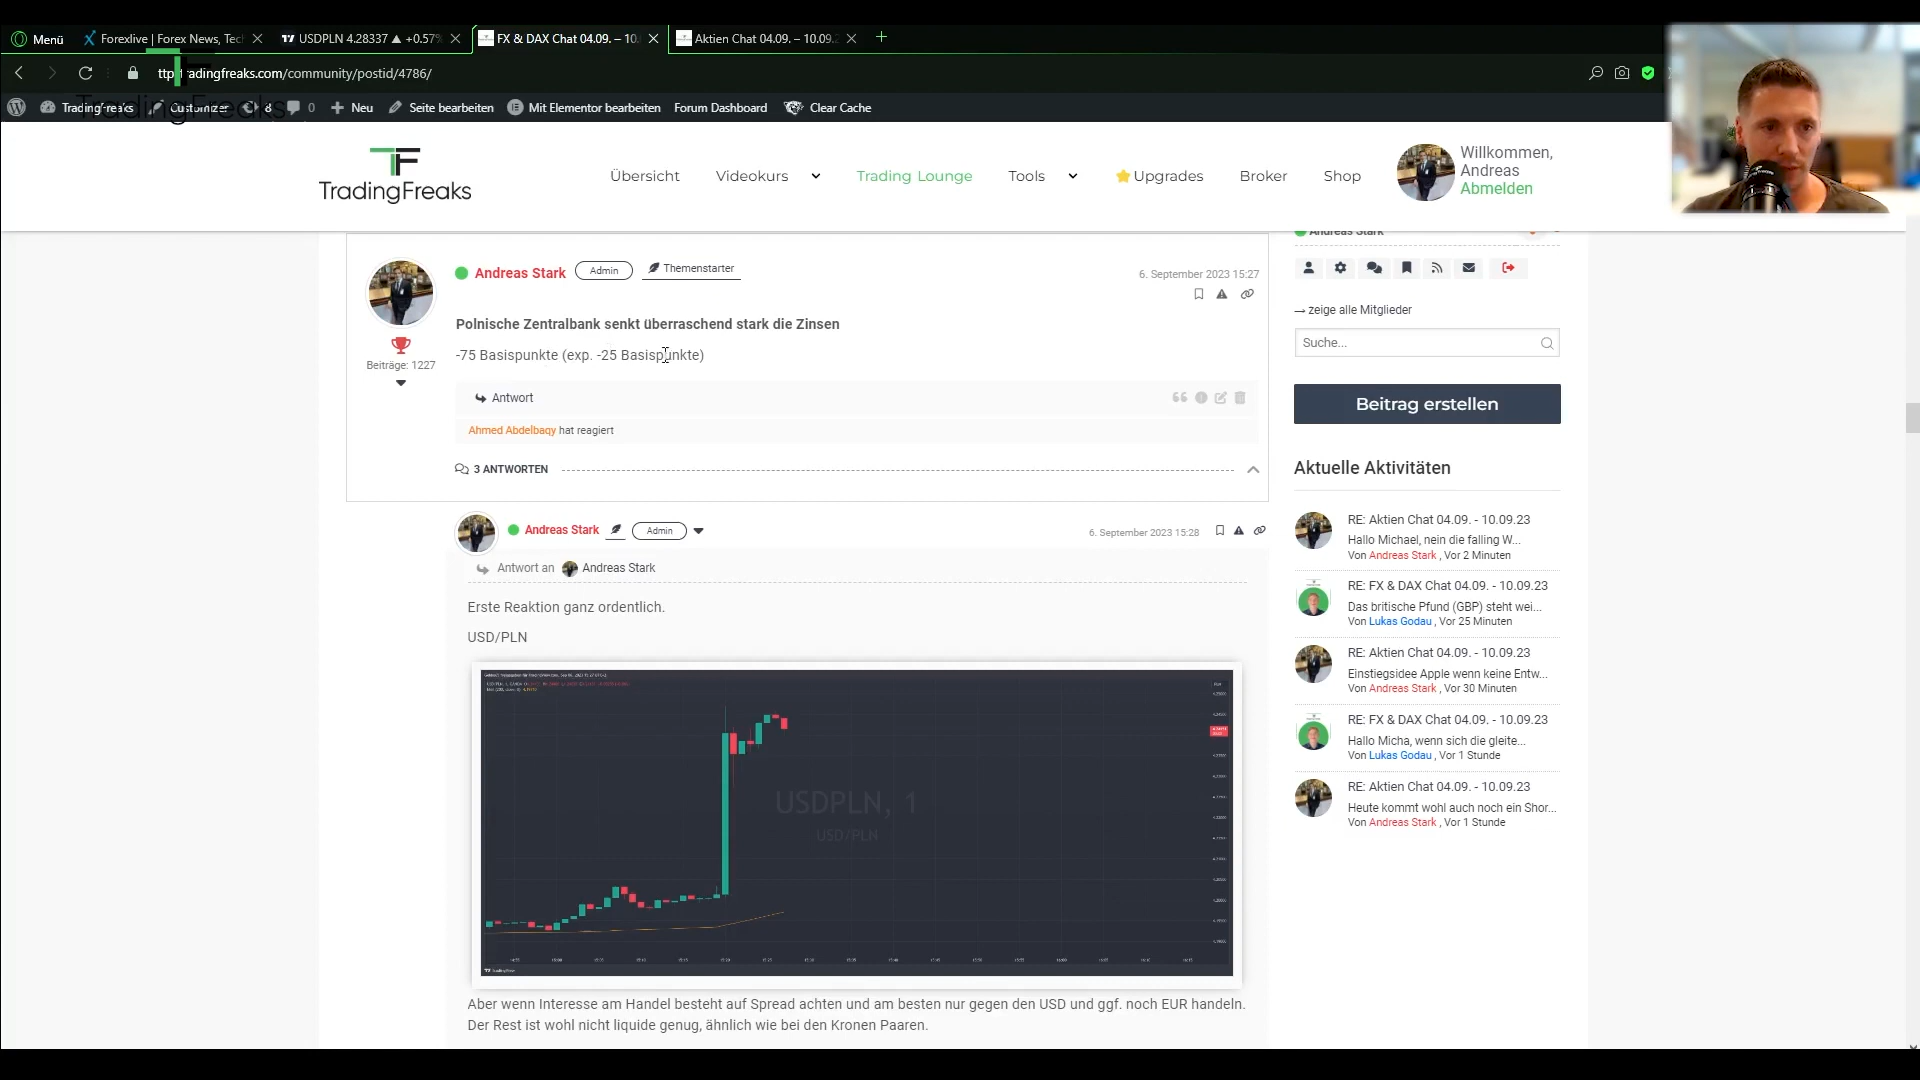 Menü
Forexlive | Forex News, Tec
USDPLN 4.28337 ▲ +0.57%
FX & DAX Chat 04.09. – 10.
Aktien Chat 04.09. – 10.09.2
ttp
radingfreaks.com/community/postid/4786/
TradingFreaks
Customizer
8
0
Neu
Seite bearbeiten
Mit Elementor bearbeiten
Forum Dashboard
Clear Cache
TradingFreaks
TradingFreaks
Übersicht
Videokurs
Trading Lounge
Tools
Upgrades
Broker
Shop
Willkommen,
Andreas
Abmelden
Andreas Stark
Admin
Themenstarter
6. September 2023 15:27
Beiträge: 1227
Polnische Zentralbank senkt überraschend stark die Zinsen
-75 Basispunkte (exp. -25 Basispunkte)
Antwort
Ahmed Abdelbaqy hat reagiert
3 ANTWORTEN
Andreas Stark
Admin
6. September 2023 15:28
Antwort an Andreas Stark
Erste Reaktion ganz ordentlich.
USD/PLN
USDPLN, 1
USD/PLN
Aber wenn Interesse am Handel besteht auf Spread achten und am besten nur gegen den USD und ggf. noch EUR handeln.
Der Rest ist wohl nicht liquide genug, ähnlich wie bei den Kronen Paaren.
Andreas Stark
→ zeige alle Mitglieder
Suche...
Beitrag erstellen
Aktuelle Aktivitäten
RE: Aktien Chat 04.09. - 10.09.23
Hallo Michael, nein die falling W...
Von Andreas Stark , Vor 2 Minuten
RE: FX & DAX Chat 04.09. - 10.09.23
Das britische Pfund (GBP) steht wei...
Von Lukas Godau , Vor 25 Minuten
RE: Aktien Chat 04.09. - 10.09.23
Einstiegsidee Apple wenn keine Entw...
Von Andreas Stark , Vor 30 Minuten
RE: FX & DAX Chat 04.09. - 10.09.23
Hallo Micha, wenn sich die gleite...
Von Lukas Godau , Vor 1 Stunde
RE: Aktien Chat 04.09. - 10.09.23
Heute kommt wohl auch noch ein Shor...
Von Andreas Stark , Vor 1 Stunde